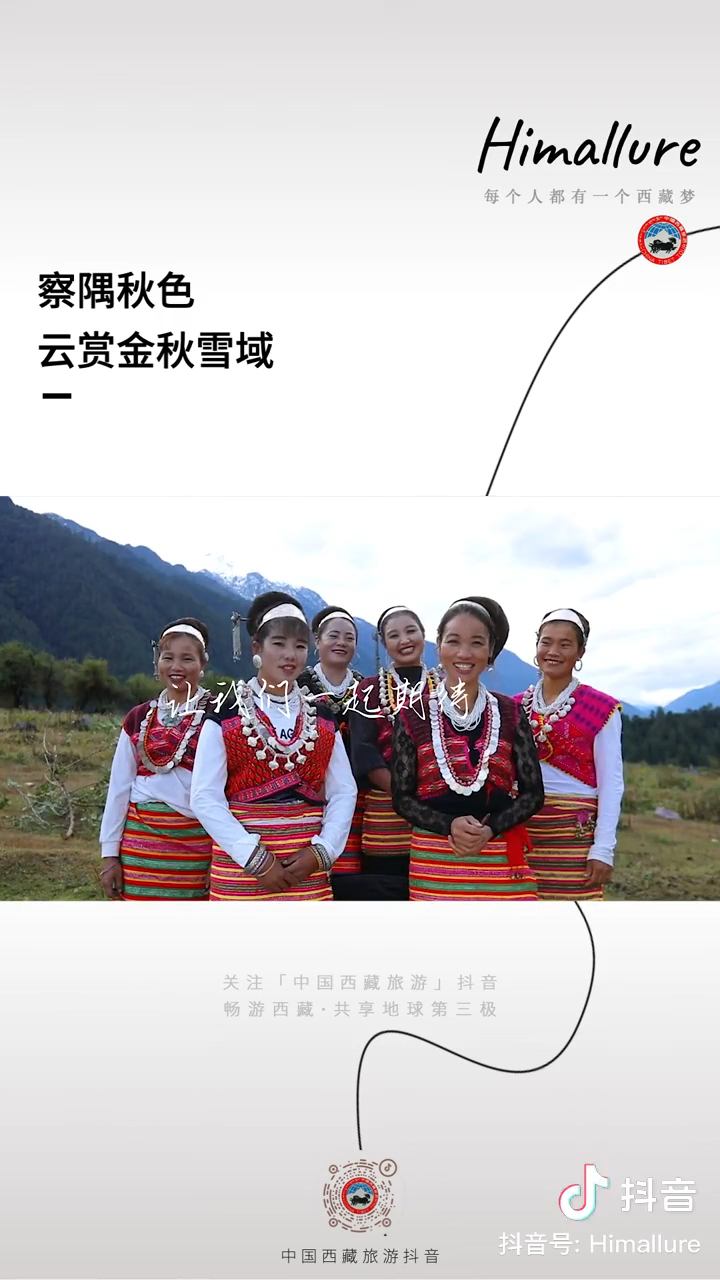 Himallure
每个人都有一个西藏梦
察隅秋色
云赏金秋雪域
让我们一起期待
关注「中国西藏旅游」抖音
畅游西藏·共享地球第三极
中国西藏旅游抖音
抖音
抖音号: Himallure